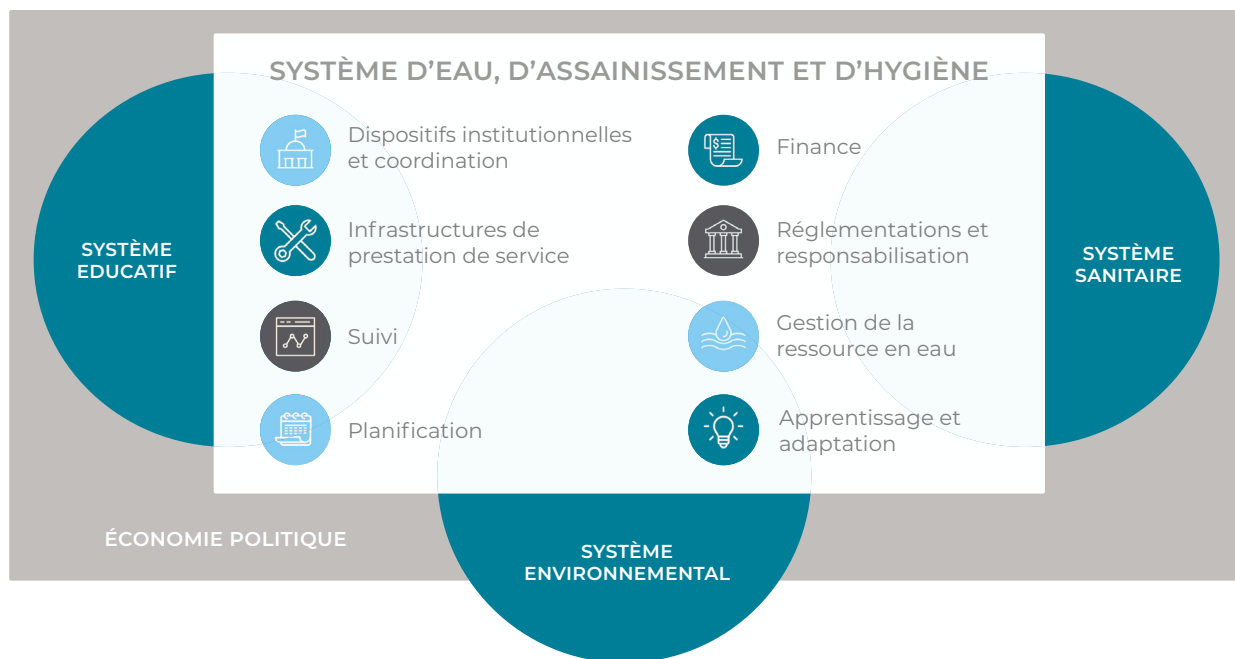 SYSTÈME D'EAU, D'ASSAINISSEMENT ET D'HYGIÈNE
Dispositifs institutionnelles
et coordination
Infrastructures de
prestation de service
Suivi
Planification
Finance
Réglementations et
responsabilisation
Gestion de la
ressource en eau
Apprentissage et
adaptation
SYSTÈME
EDUCATIF
SYSTÈME
SANITAIRE
ÉCONOMIE POLITIQUE
SYSTÈME
ENVIRONNEMENTAL